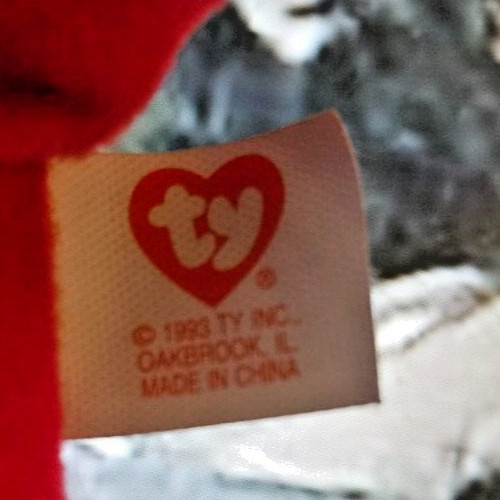 ty®
© 1993 TY INC.,
OAKBROOK, IL
MADE IN CHINA